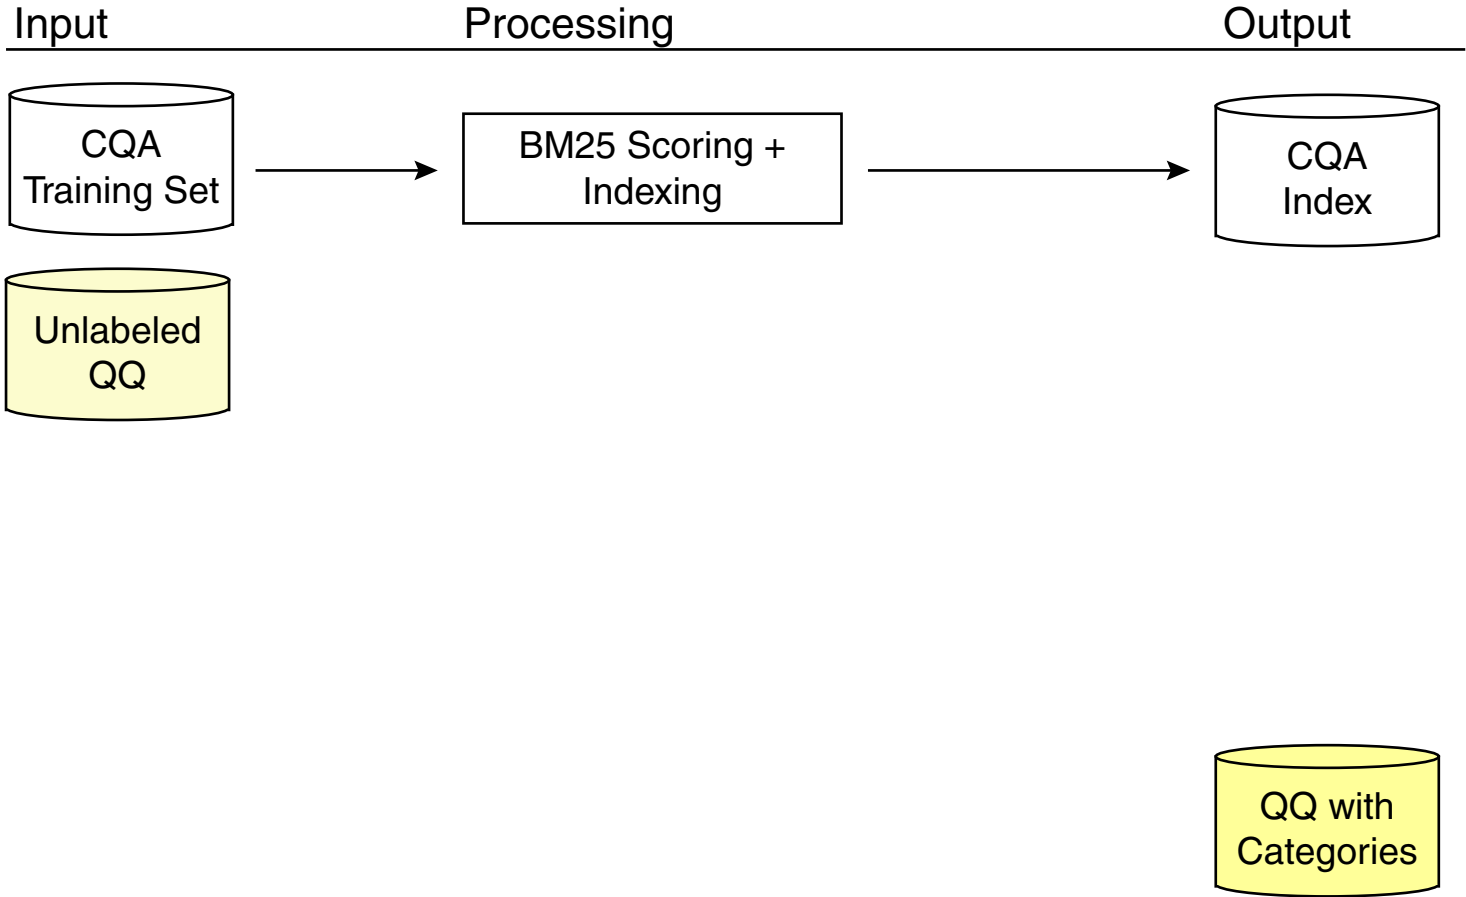 Input
Processing
Output
CQA
Training Set
BM25 Scoring +
Indexing
CQA
Index
Unlabeled
QQ
QQ with
Categories